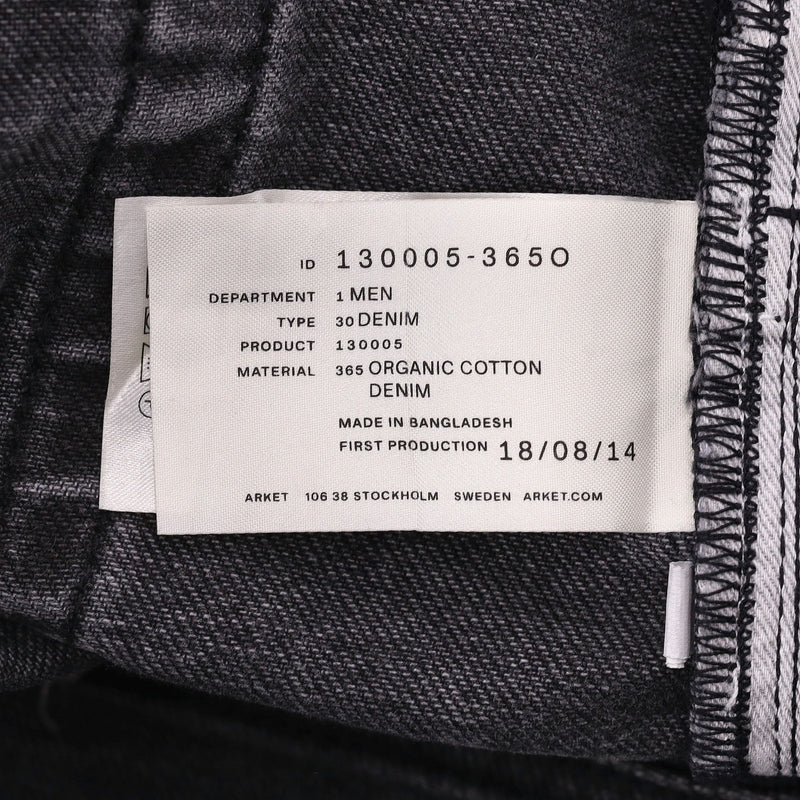 ID 130005-3650
DEPARTMENT 1 MEN
TYPE 30 DENIM
PRODUCT 130005
MATERIAL 365 ORGANIC COTTON
DENIM
MADE IN BANGLADESH
FIRST PRODUCTION 18/08/14
ARKET 106 38 STOCKHOLM SWEDEN ARKET.COM